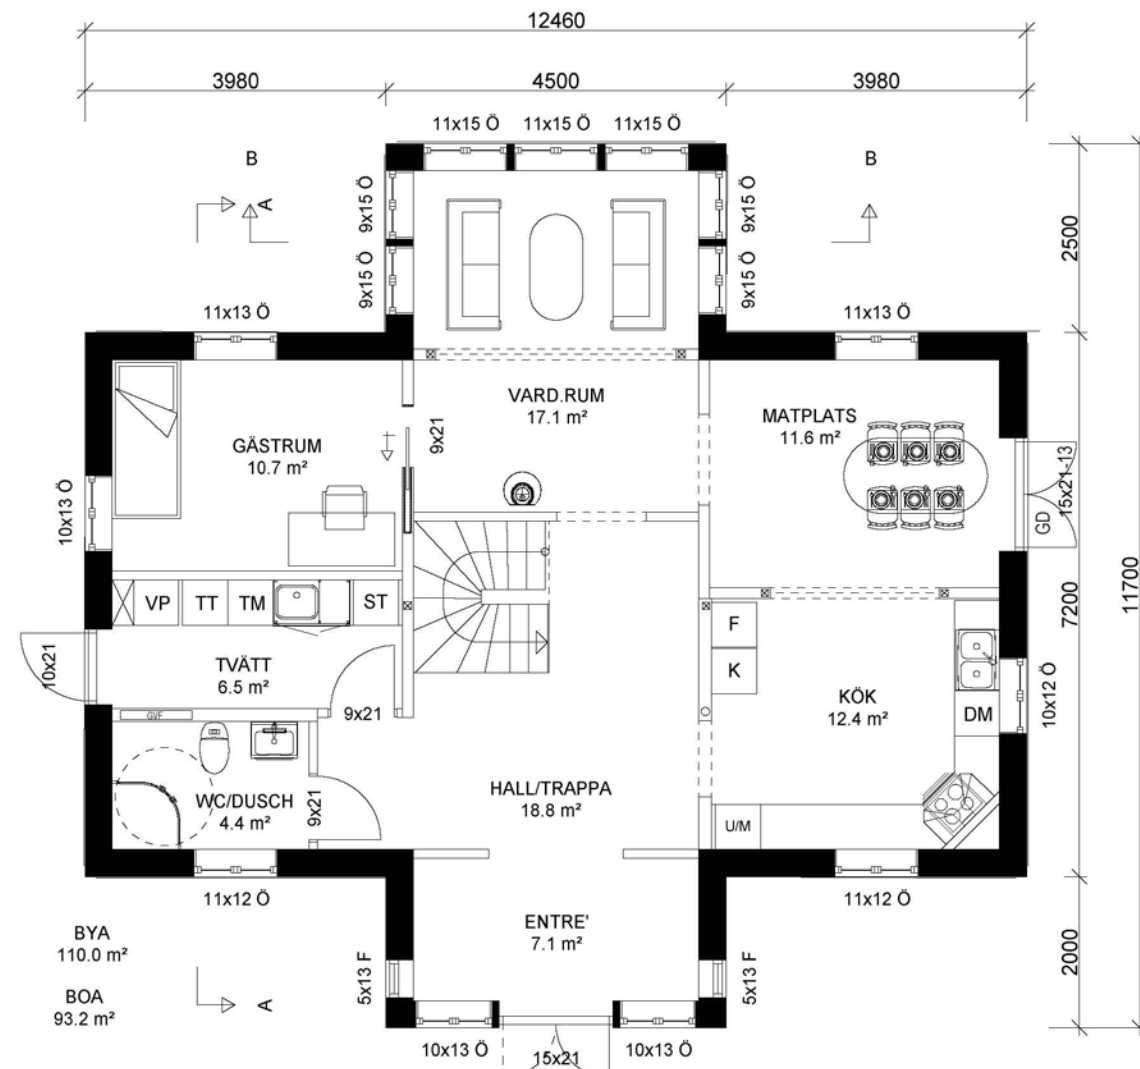 12460
3980
4500
3980
11x15 Ö
11x15 Ö
11x15 Ö
B
B
A
9x15 Ö
9x15 Ö
9x15 Ö
9x15 Ö
2500
11x13 Ö
11x13 Ö
VARD.RUM
17.1 m²
MATPLATS
11.6 m²
GÄSTRUM
10.7 m²
9x21
10x13 Ö
15x21-13
GD
11700
7200
VP
TT
TM
ST
F
K
TVÄTT
6.5 m²
10x21
9x21
GVF
KÖK
12.4 m²
DM
10x12 Ö
WC/DUSCH
4.4 m²
9x21
HALL/TRAPPA
18.8 m²
U/M
11x12 Ö
11x12 Ö
ENTRE'
7.1 m²
BYA
110.0 m²
BOA
93.2 m²
A
5x13 F
5x13 F
2000
10x13 Ö
15x21
10x13 Ö